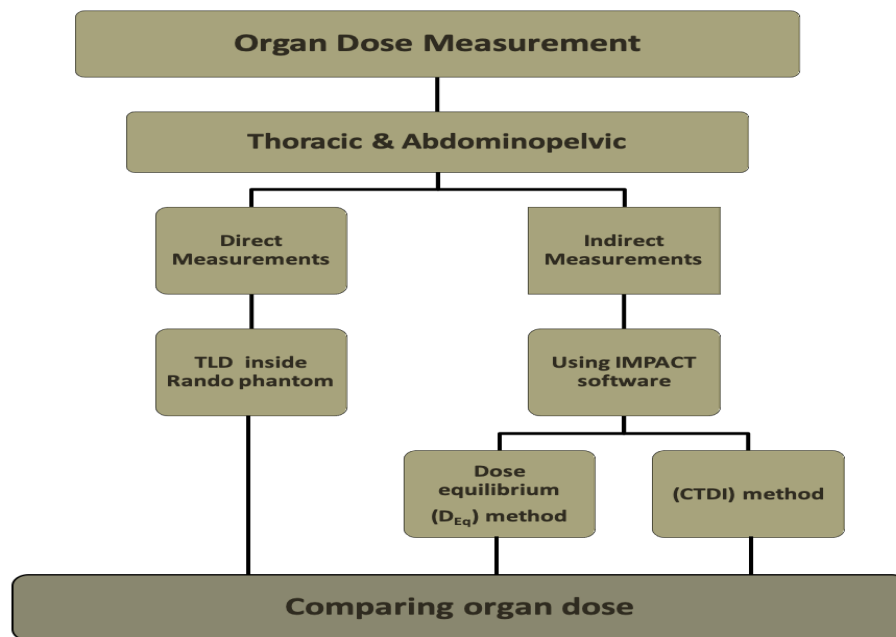 Organ Dose Measurement
Thoracic & Abdominopelvic
Direct
Measurements
Indirect
Measurements
TLD inside
Rando phantom
Using IMPACT
software
Dose
equilibrium
(D_Eq) method
(CTDI) method
Comparing organ dose